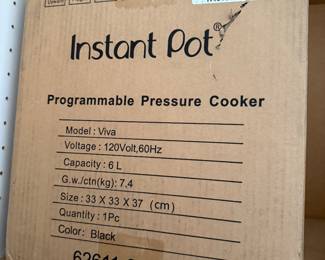 Instant Pot®
Programmable Pressure Cooker
Model : Viva
Voltage : 120Volt,60Hz
Capacity : 6 L
G.w./ctn(kg) : 7.4
Size : 33 X 33 X 37 (cm)
Quantity : 1Pc
Color: Black